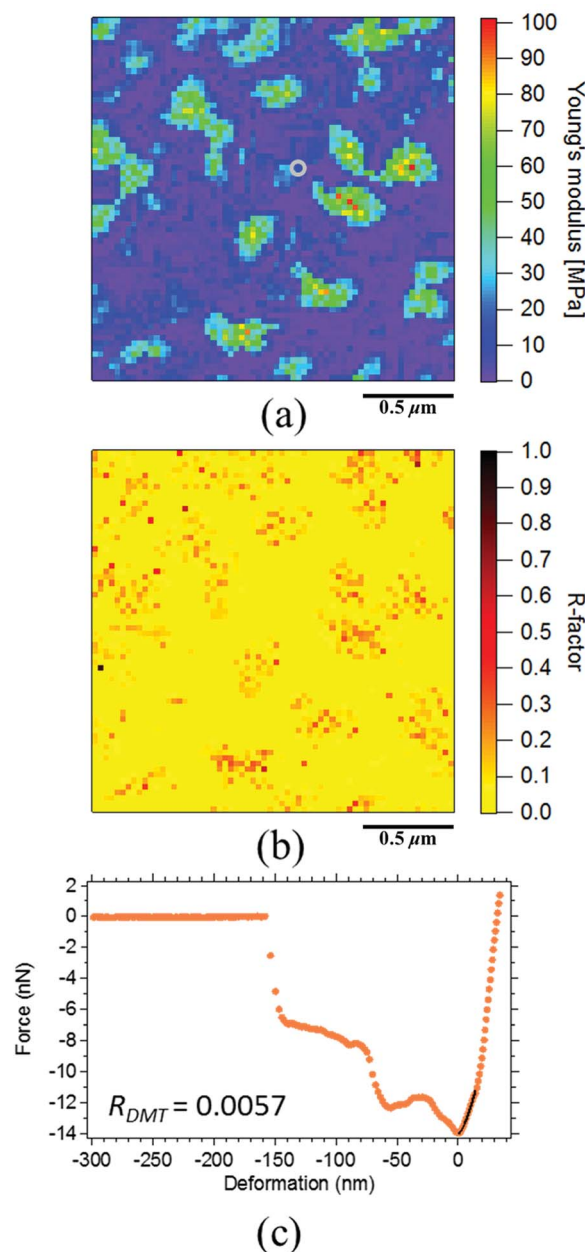 100
90
80
70
60
50
40
30
20
10
0
Young's modulus [MPa]
0.5 μm
(a)
1.0
0.9
0.8
0.7
0.6
0.5
0.4
0.3
0.2
0.1
0.0
R-factor
0.5 μm
(b)
2
0
-2
-4
-6
-8
-10
-12
-14
Force (nN)
R_DMT = 0.0057
-300 -250 -200 -150 -100 -50 0
Deformation (nm)
(c)